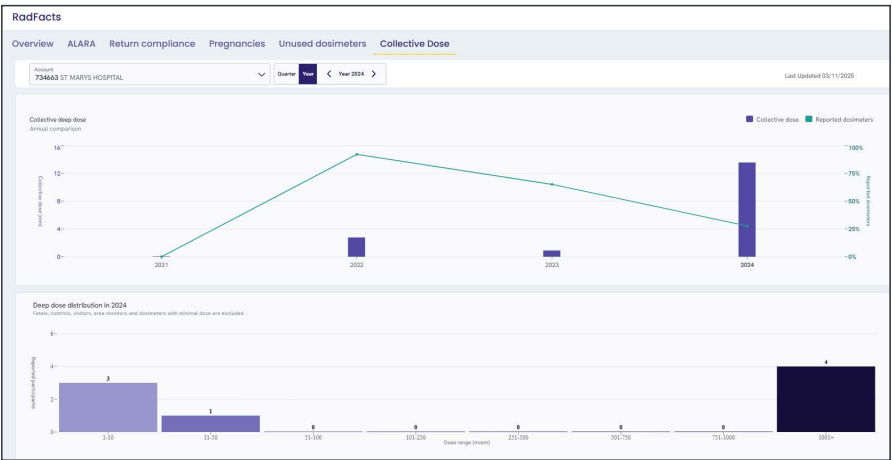 RadFacts
Overview ALARA Return compliance Pregnancies Unused dosimeters Collective Dose
Account
734663 ST MARYS HOSPITAL
Quarter Year Year 2024
Last Updated 03/11/2025
Collective deep dose
Annual comparison
Collective dose Reported dosimeters
16 100%
12 75%
8 50%
4 25%
0 0%
Collective dose (rem)
Reported dosimeters
2021 2022 2023 2024
Deep dose distribution in 2024
Fetals, controls, visitors, area monitors and dosimeters with minimal dose are excluded
6
4
2
0
Reported participants
3 1 0 0 0 0 0 4
1-10 11-50 51-100 101-250 251-500 501-750 751-1000 1001+
Dose range (mrem)